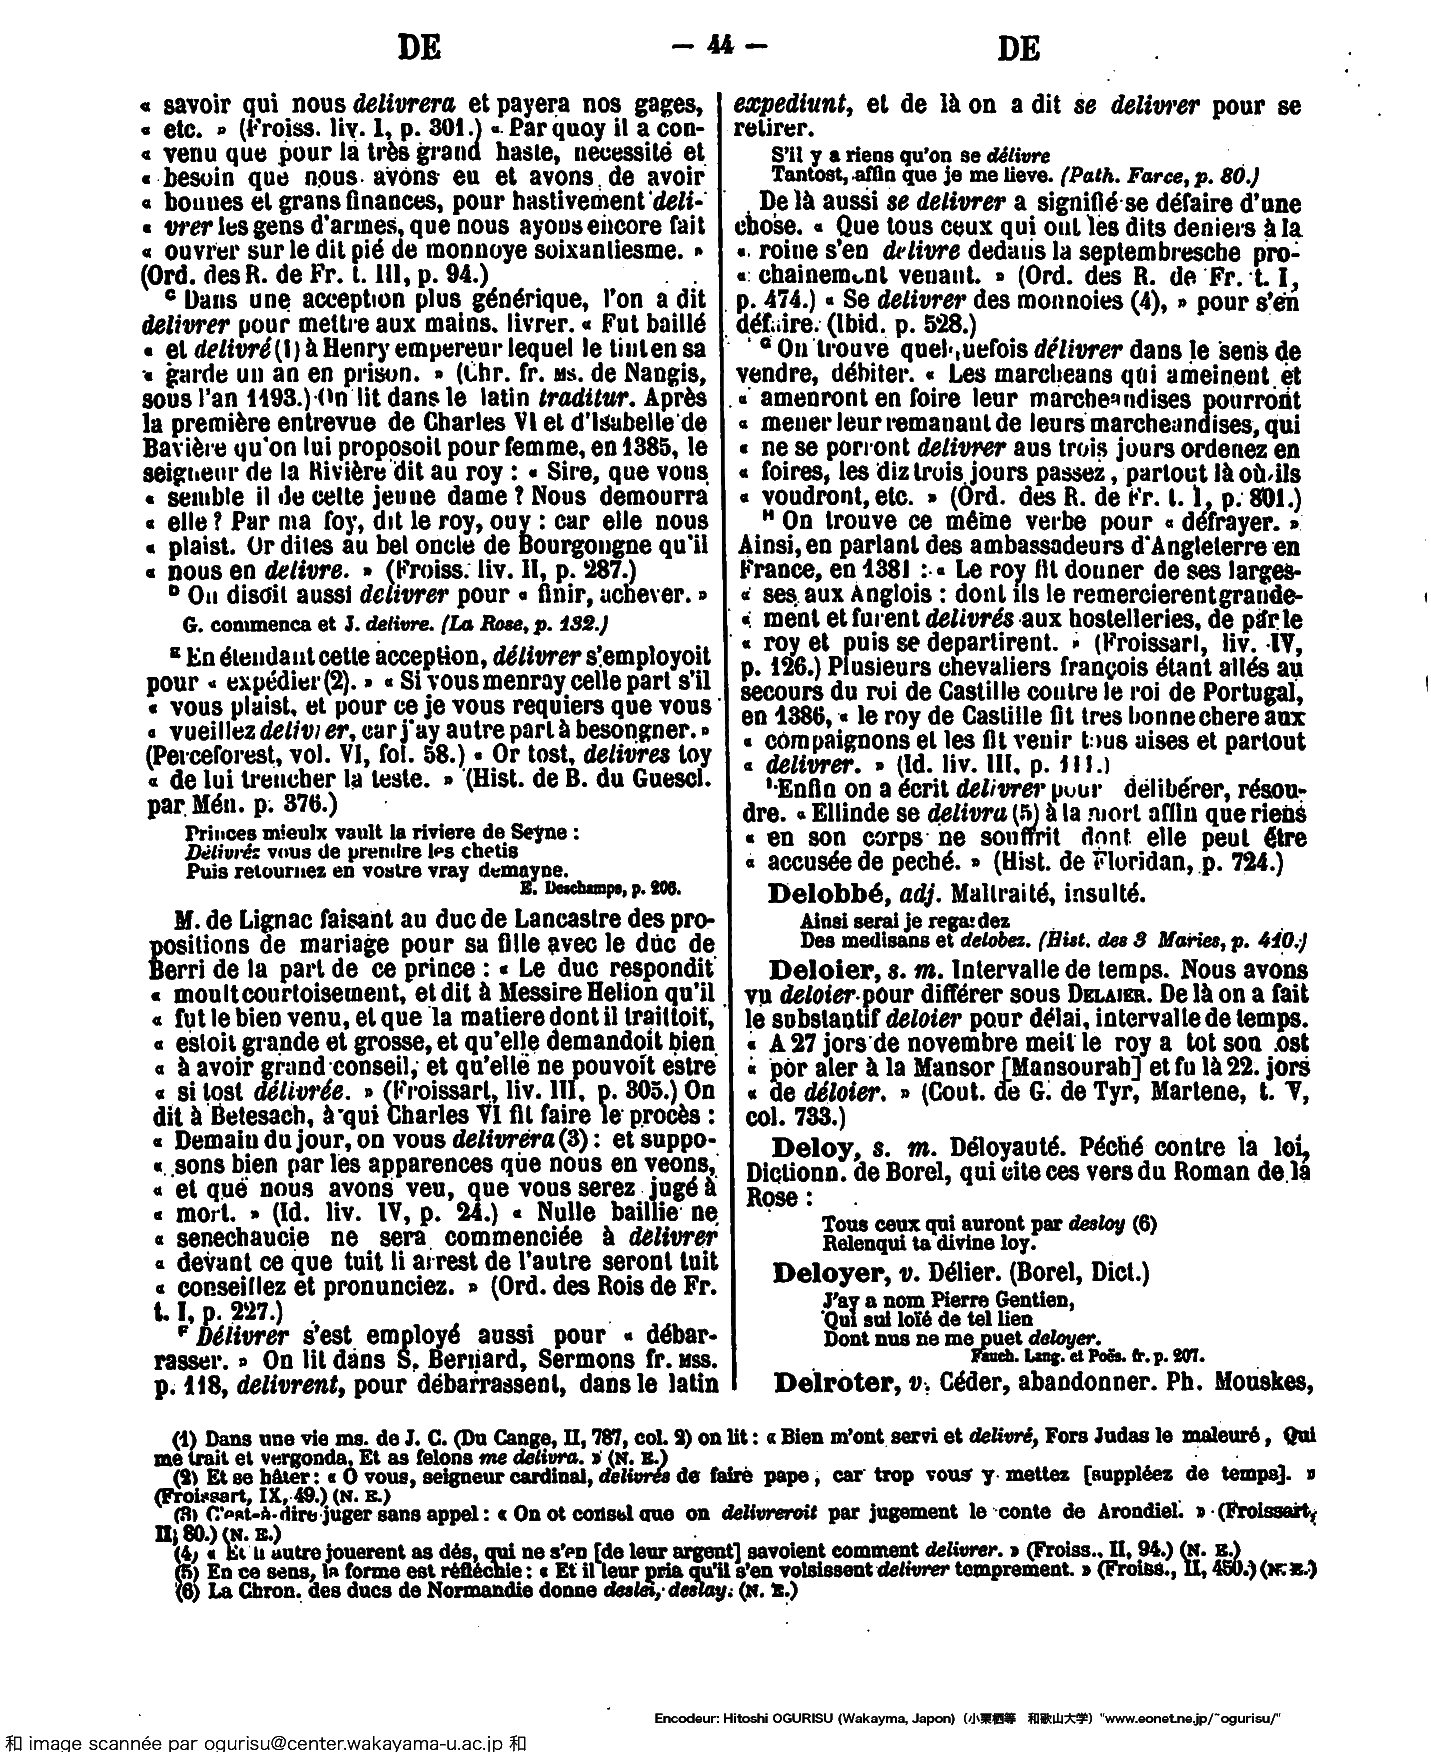 DE — 44 — DE
« savoir qui nous delivrera et payera nos gages,
« etc. » (Froiss. liv. I, p. 301.) « Par quoy il a con-
« venu que pour la très grand haste, necessité et
« besoin que nous avons eu et avons de avoir
« bonnes et grans finances, pour hastivement deli-
« vrer les gens d'armes, que nous ayons encore fait
« ouvrer sur le dit pié de monnoye soixantiesme. »
(Ord. des R. de Fr. t. III, p. 94.)
C Dans une acception plus générique, l'on a dit
delivrer pour mettre aux mains, livrer. « Fut baillé
« et delivré (1) à Henry empereur lequel le tint en sa
« garde un an en prison. » (Chr. fr. MS. de Nangis,
sous l'an 1193.) On lit dans le latin traditur. Après
la première entrevue de Charles VI et d'Isabelle de
Bavière qu'on lui proposoit pour femme, en 1385, le
seigneur de la Rivière dit au roy : « Sire, que vous
« semble il de cette jeune dame ? Nous demourra
« elle ? Par ma foy, dit le roy, ouy : car elle nous
« plaist. Or dites au bel oncle de Bourgongne qu'il
« nous en delivre. » (Froiss. liv. II, p. 287.)
D On disoit aussi delivrer pour « finir, achever. »
G. commenca et J. delivre. (La Rose, p. 132.)
E En étendant cette acception, délivrer s'employoit
pour « expédier (2). » « Si vous menray celle part s'il
« vous plaist, et pour ce je vous requiers que vous
« vueillez delivrer, car j'ay autre part à besongner. »
(Perceforest, vol. VI, fol. 58.) « Or tost, delivres toy
« de lui trencher la teste. » (Hist. de B. du Guescl.
par Mén. p. 376.)
Princes mieulx vault la riviere de Seyne :
Délivrés vous de prendre les chetis
Puis retournez en vostre vray demayne.
E. Deschamps, p. 206.
M. de Lignac faisant au duc de Lancastre des pro-
positions de mariage pour sa fille avec le duc de
Berri de la part de ce prince : « Le duc respondit
« moult courtoisement, et dit à Messire Helion qu'il
« fut le bien venu, et que la matiere dont il traittoit,
« estoit grande et grosse, et qu'elle demandoit bien
« à avoir grand conseil, et qu'elle ne pouvoit estre
« si tost délivrée. » (Froissart, liv. III, p. 305.) On
dit à Betesach, à qui Charles VI fit faire le procès :
« Demain du jour, on vous delivrera (3) : et suppo-
« sons bien par les apparences que nous en veons,
« et que nous avons veu, que vous serez jugé à
« mort. » (Id. liv. IV, p. 24.) « Nulle baillie ne
« senechaucie ne sera commenciée à délivrer
« devant ce que tuit li arrest de l'autre seront tuit
« conseillez et pronunciez. » (Ord. des Rois de Fr.
t. I, p. 227.)
F Délivrer s'est employé aussi pour « débar-
rasser. » On lit dans S. Bernard, Sermons fr. MSS.
p. 118, delivrent, pour débarrassent, dans le latin
expediunt, et de là on a dit se delivrer pour se
retirer.
S'il y a riens qu'on se délivre
Tantost, affin que je me lieve. (Path. Farce, p. 80.)
De là aussi se delivrer a signifié se défaire d'une
chose. « Que tous ceux qui ont les dits deniers à la
« roine s'en delivre dedans la septembresche pro-
« chainement venant. » (Ord. des R. de Fr. t. I,
p. 474.) « Se delivrer des monnoies (4), » pour s'en
défaire. (Ibid. p. 528.)
G On trouve quelquefois délivrer dans le sens de
vendre, débiter. « Les marcheans qui ameinent et
« amenront en foire leur marcheandises pourront
« mener leur remanant de leurs marcheandises, qui
« ne se porront delivrer aus trois jours ordenez en
« foires, les diz trois jours passez, partout là où ils
« voudront, etc. » (Ord. des R. de Fr. t. I, p. 801.)
H On trouve ce même verbe pour « défrayer. »
Ainsi, en parlant des ambassadeurs d'Angleterre en
France, en 1381 : « Le roy fit donner de ses larges-
« ses aux Anglois : dont ils le remercierent grande-
« ment et furent delivrés aux hostelleries, de par le
« roy et puis se departirent. » (Froissart, liv. IV,
p. 126.) Plusieurs chevaliers françois étant allés au
secours du roi de Castille contre le roi de Portugal,
en 1386, « le roy de Castille fit tres bonne chere aux
« compaignons et les fit venir tous aises et partout
« delivrer. » (Id. liv. III, p. 111.)
I Enfin on a écrit delivrer pour délibérer, résou-
dre. « Ellinde se delivra (5) à la mort affin que riens
« en son corps ne souffrit dont elle peut être
« accusée de peché. » (Hist. de Floridan, p. 724.)
Delobbé, adj. Maltraité, insulté.
Ainsi serai je regardez
Des medisans et delobez. (Hist. des 3 Maries, p. 410.)
Deloier, s. m. Intervalle de temps. Nous avons
vu deloier pour différer sous DELAIER. De là on a fait
le substantif deloier pour délai, intervalle de temps.
« A 27 jors de novembre meit le roy a tot son ost
« por aler à la Mansor [Mansourah] et fu là 22. jors
« de déloier. » (Cout. de G. de Tyr, Martene, t. V,
col. 733.)
Deloy, s. m. Déloyauté. Péché contre la loi,
Dictionn. de Borel, qui cite ces vers du Roman de la
Rose :
Tous ceux qui auront par desloy (6)
Relenqui ta divine loy.
Deloyer, v. Délier. (Borel, Dict.)
J'ay a nom Pierre Gentien,
Qui sui loïé de tel lien
Dont nus ne me puet deloyer.
Fauch. Lang. et Poës. fr. p. 207.
Delroter, v. Céder, abandonner. Ph. Mouskes,
(1) Dans une vie ms. de J. C. (Du Cange, II, 787, col. 2) on lit : « Bien m'ont servi et delivré, Fors Judas le maleuré, Qui
me trait et vergonda, Et as felons me delivra. » (N. E.)
(2) Et se hâter : « O vous, seigneur cardinal, delivrés de faire pape, car trop vous y mettez [suppléez de temps]. »
(Froissart, IX, 49.) (N. E.)
(3) C'est-à-dire juger sans appel : « On ot consel que on delivreroit par jugement le conte de Arondiel. » (Froissart,
II, 80.) (N. E.)
(4) « Et li autre jouerent as dés, qui ne s'en [de leur argent] savoient comment delivrer. » (Froiss., II, 94.) (N. E.)
(5) En ce sens, la forme est réfléchie : « Et il leur pria qu'il s'en volsissent delivrer temprement. » (Froiss., II, 450.) (N. E.)
(6) La Chron. des ducs de Normandie donne deslei, deslay. (N. E.)
Encodeur: Hitoshi OGURISU (Wakayma, Japon) (小栗栖等 和歌山大学) "www.eonet.ne.jp/~ogurisu/"
和 image scannée par ogurisu@center.wakayama-u.ac.jp 和